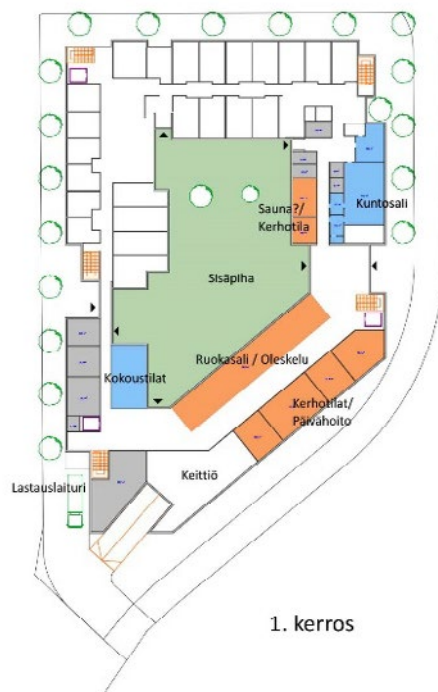 Kuntosali
Sauna?/
Kerhotila
Sisäpiha
Ruokasali / Oleskelu
Kokoustilat
Kerhotilat/
Päivähoito
Keittiö
Lastauslaituri
1. kerros